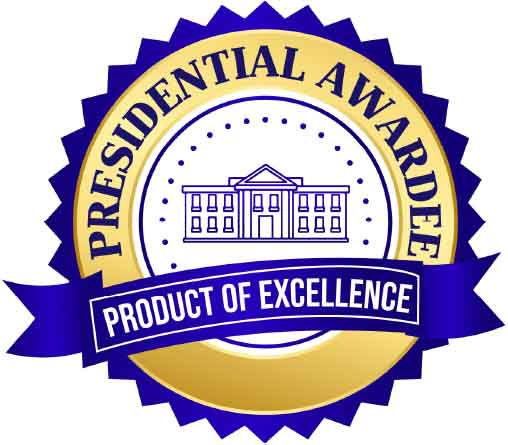 PRESIDENTIAL AWARDEE
PRODUCT OF EXCELLENCE